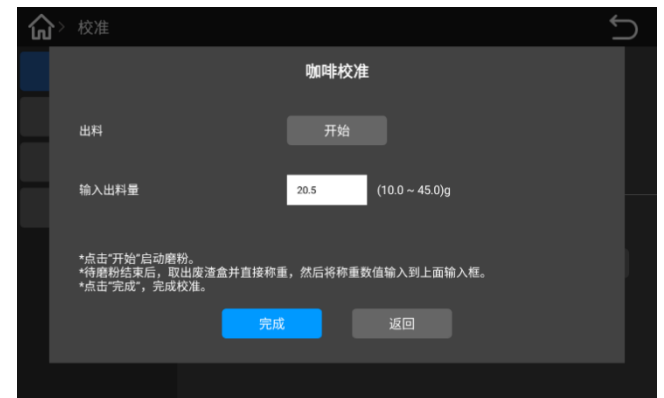 校准
咖啡校准
出料 开始
输入出料量 20.5 (10.0 ~ 45.0)g
*点击“开始”启动磨粉。
*待磨粉结束后，取出废渣盒并直接称重，然后将称重数值输入到上面输入框。
*点击“完成”，完成校准。
完成 返回